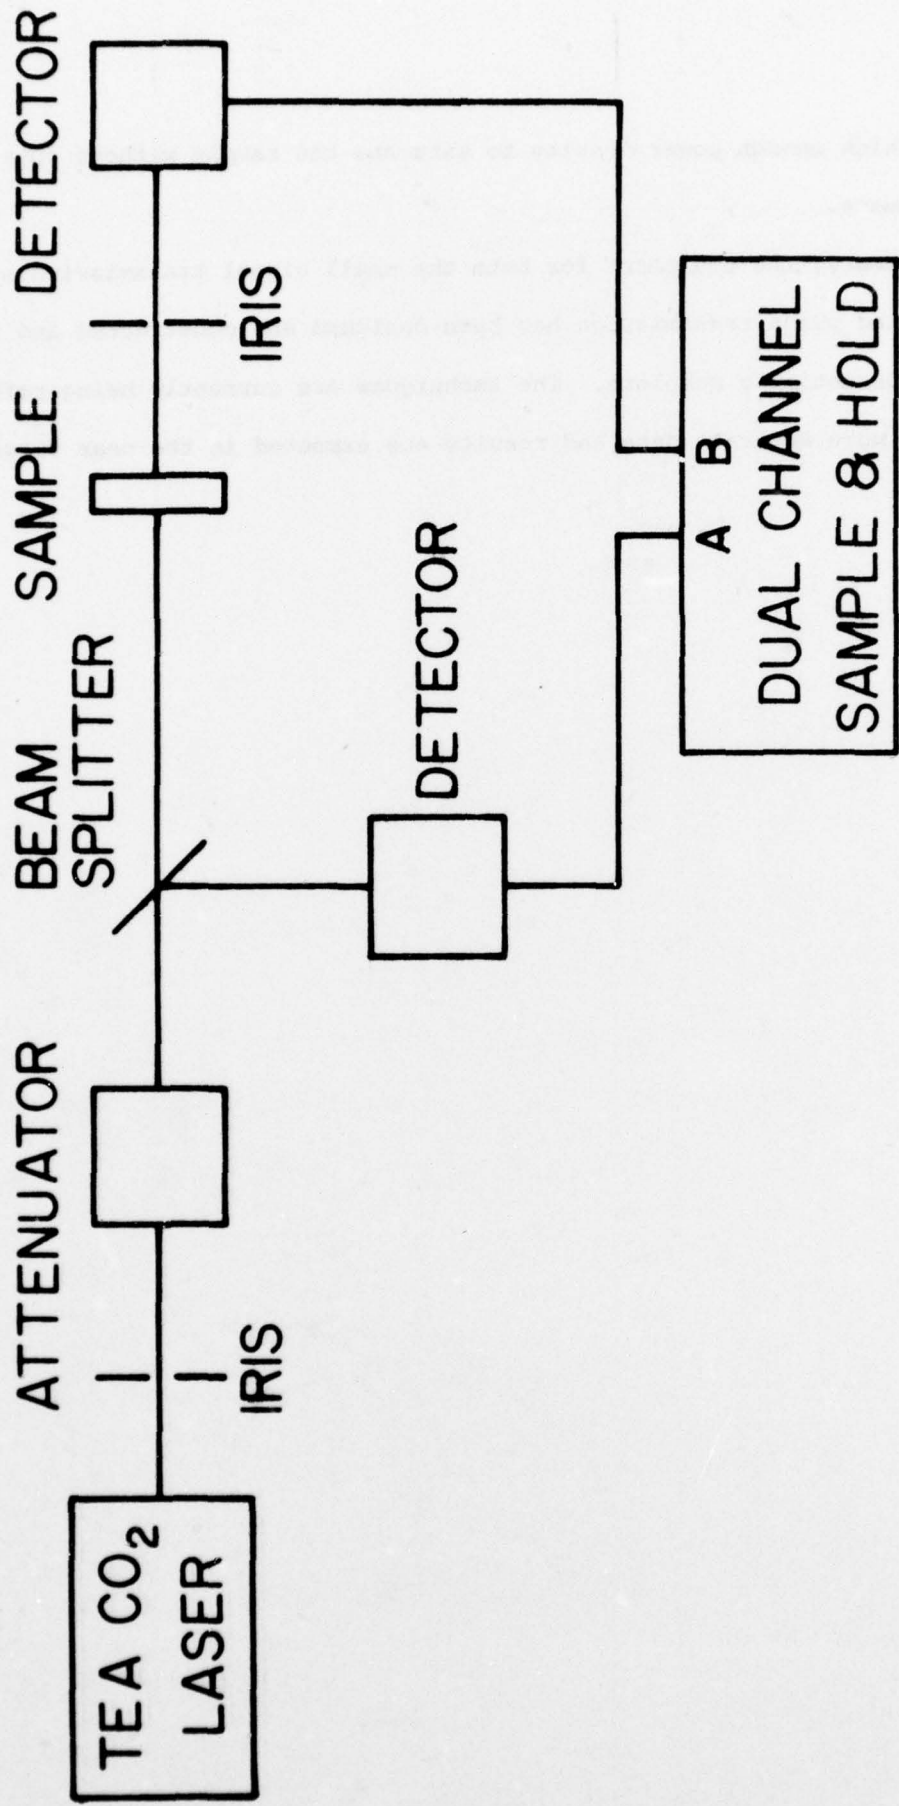 TEA CO₂
LASER
IRIS
ATTENUATOR
BEAM
SPLITTER
SAMPLE
DETECTOR
IRIS
DETECTOR
A B
DUAL CHANNEL
SAMPLE & HOLD